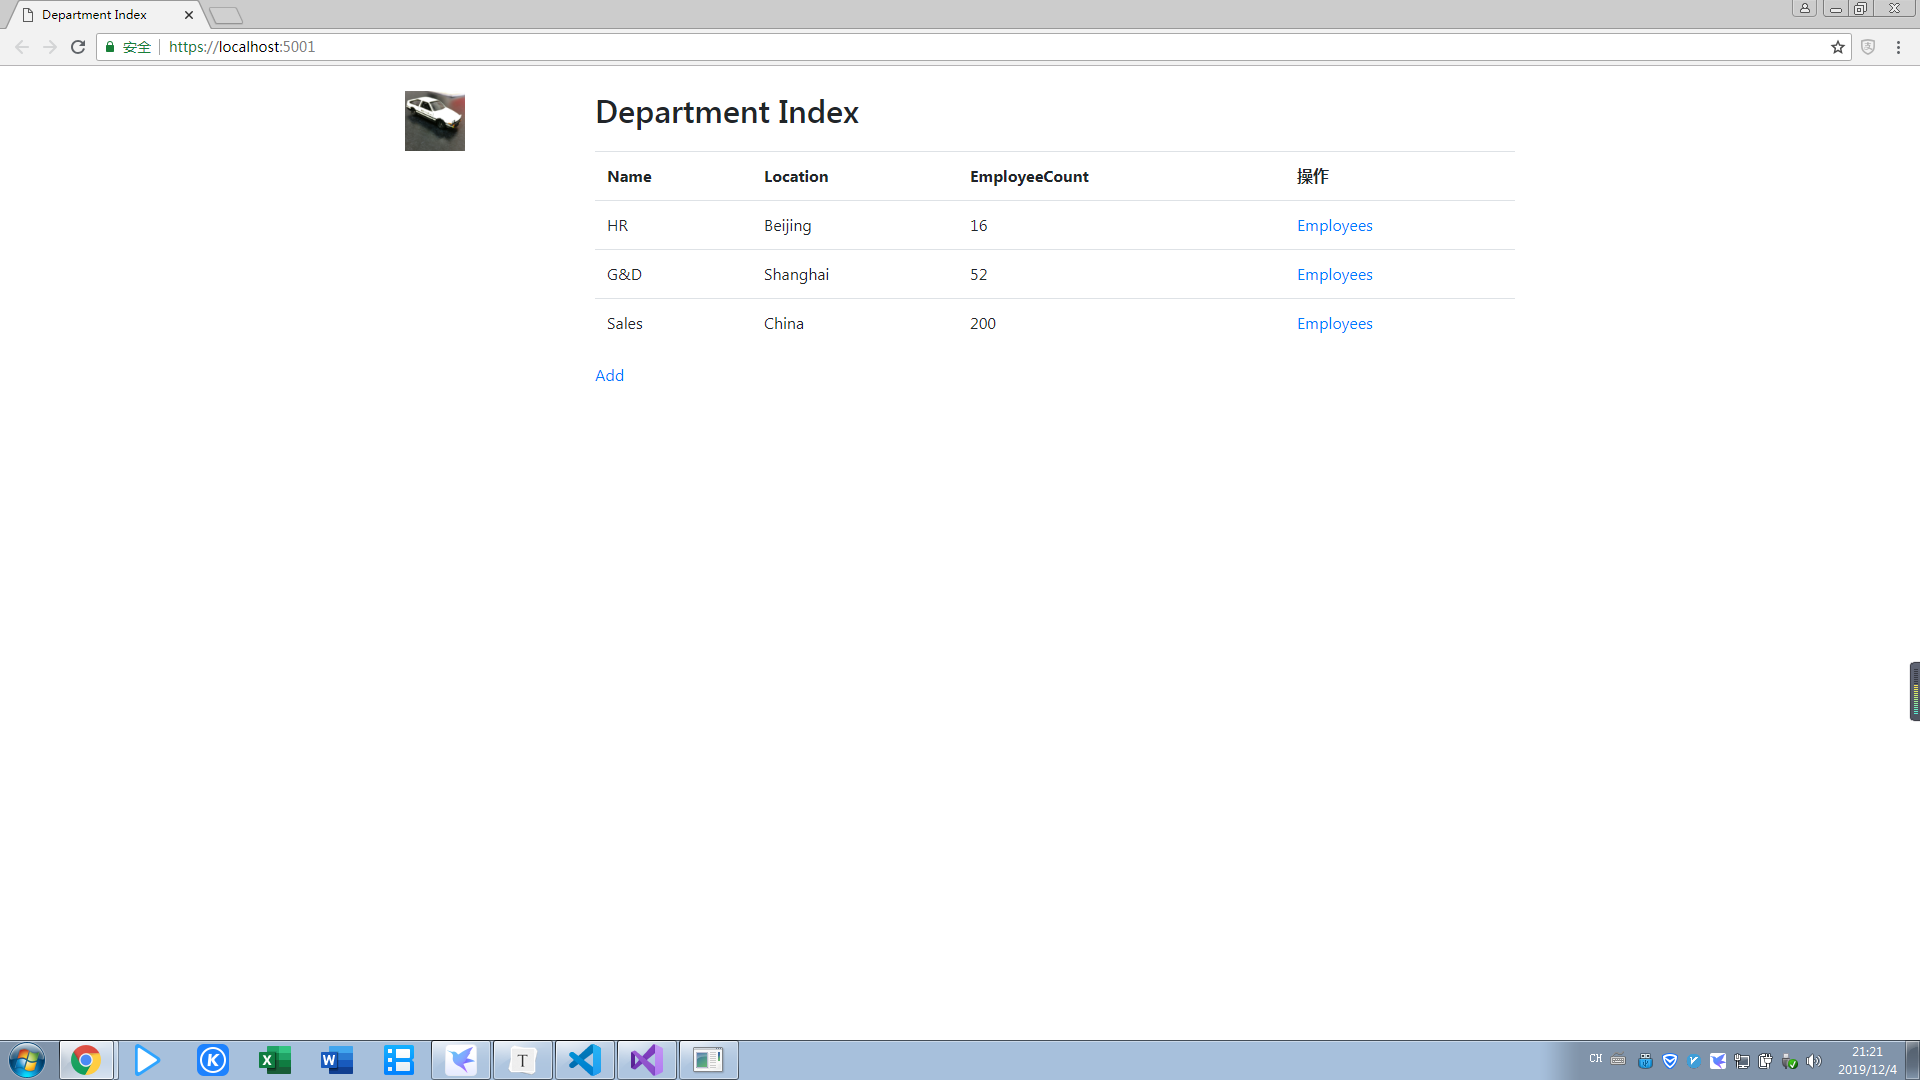 Department Index
安全 https://localhost:5001
Department Index
Name Location EmployeeCount 操作
HR Beijing 16 Employees
G&D Shanghai 52 Employees
Sales China 200 Employees
Add
CH
21:21
2019/12/4